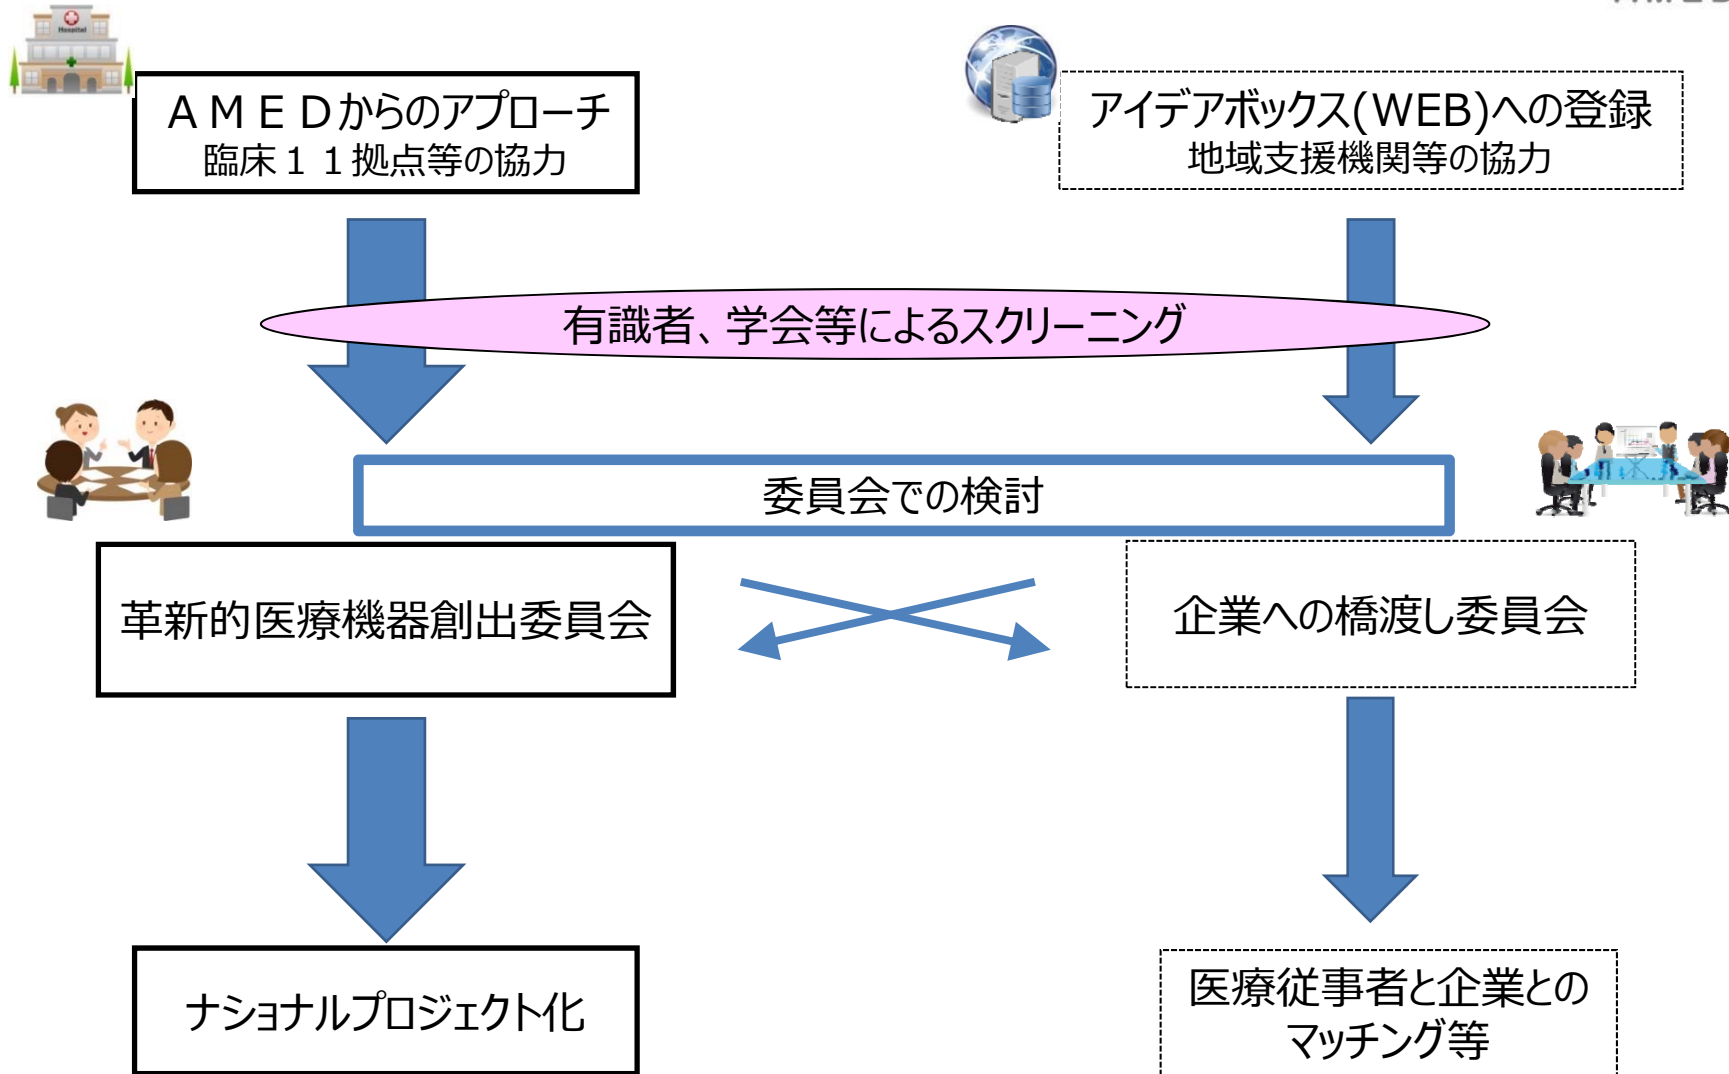 Hospital
ＡＭＥＤからのアプローチ
臨床１１拠点等の協力
アイデアボックス(WEB)への登録
地域支援機関等の協力
有識者、学会等によるスクリーニング
委員会での検討
革新的医療機器創出委員会
企業への橋渡し委員会
ナショナルプロジェクト化
医療従事者と企業との
マッチング等